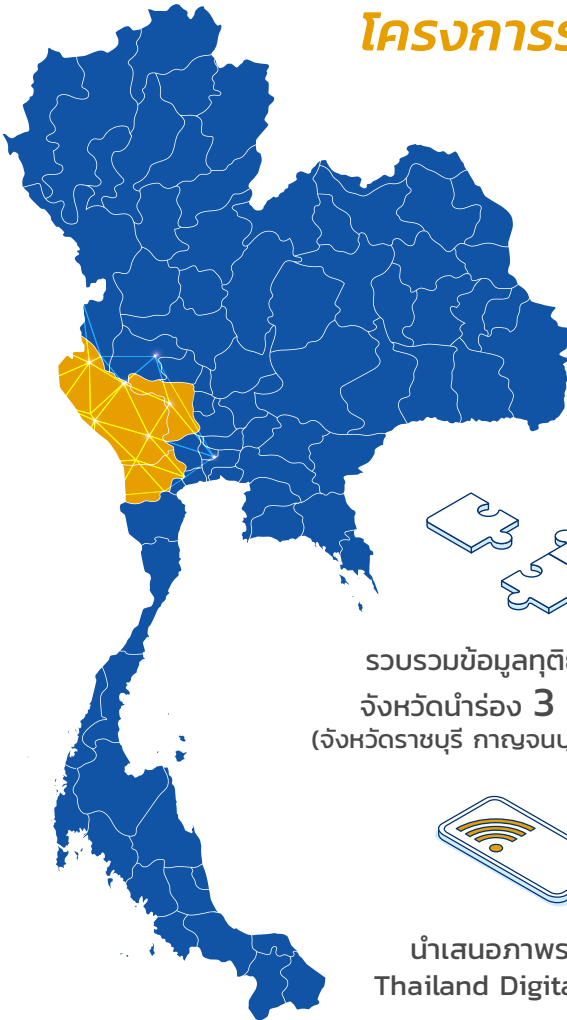 โครงการ
รวบรวมข้อมูลทุติ
จังหวัดนำร่อง 3
(จังหวัดราชบุรี กาญจนบุ
นำเสนอภาพร
Thailand Digita